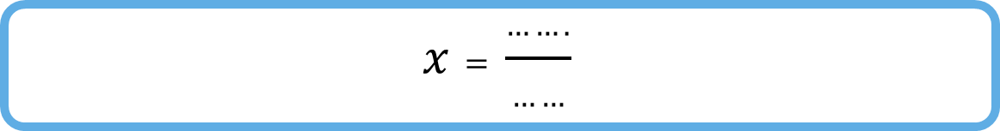 x = … … . / … …